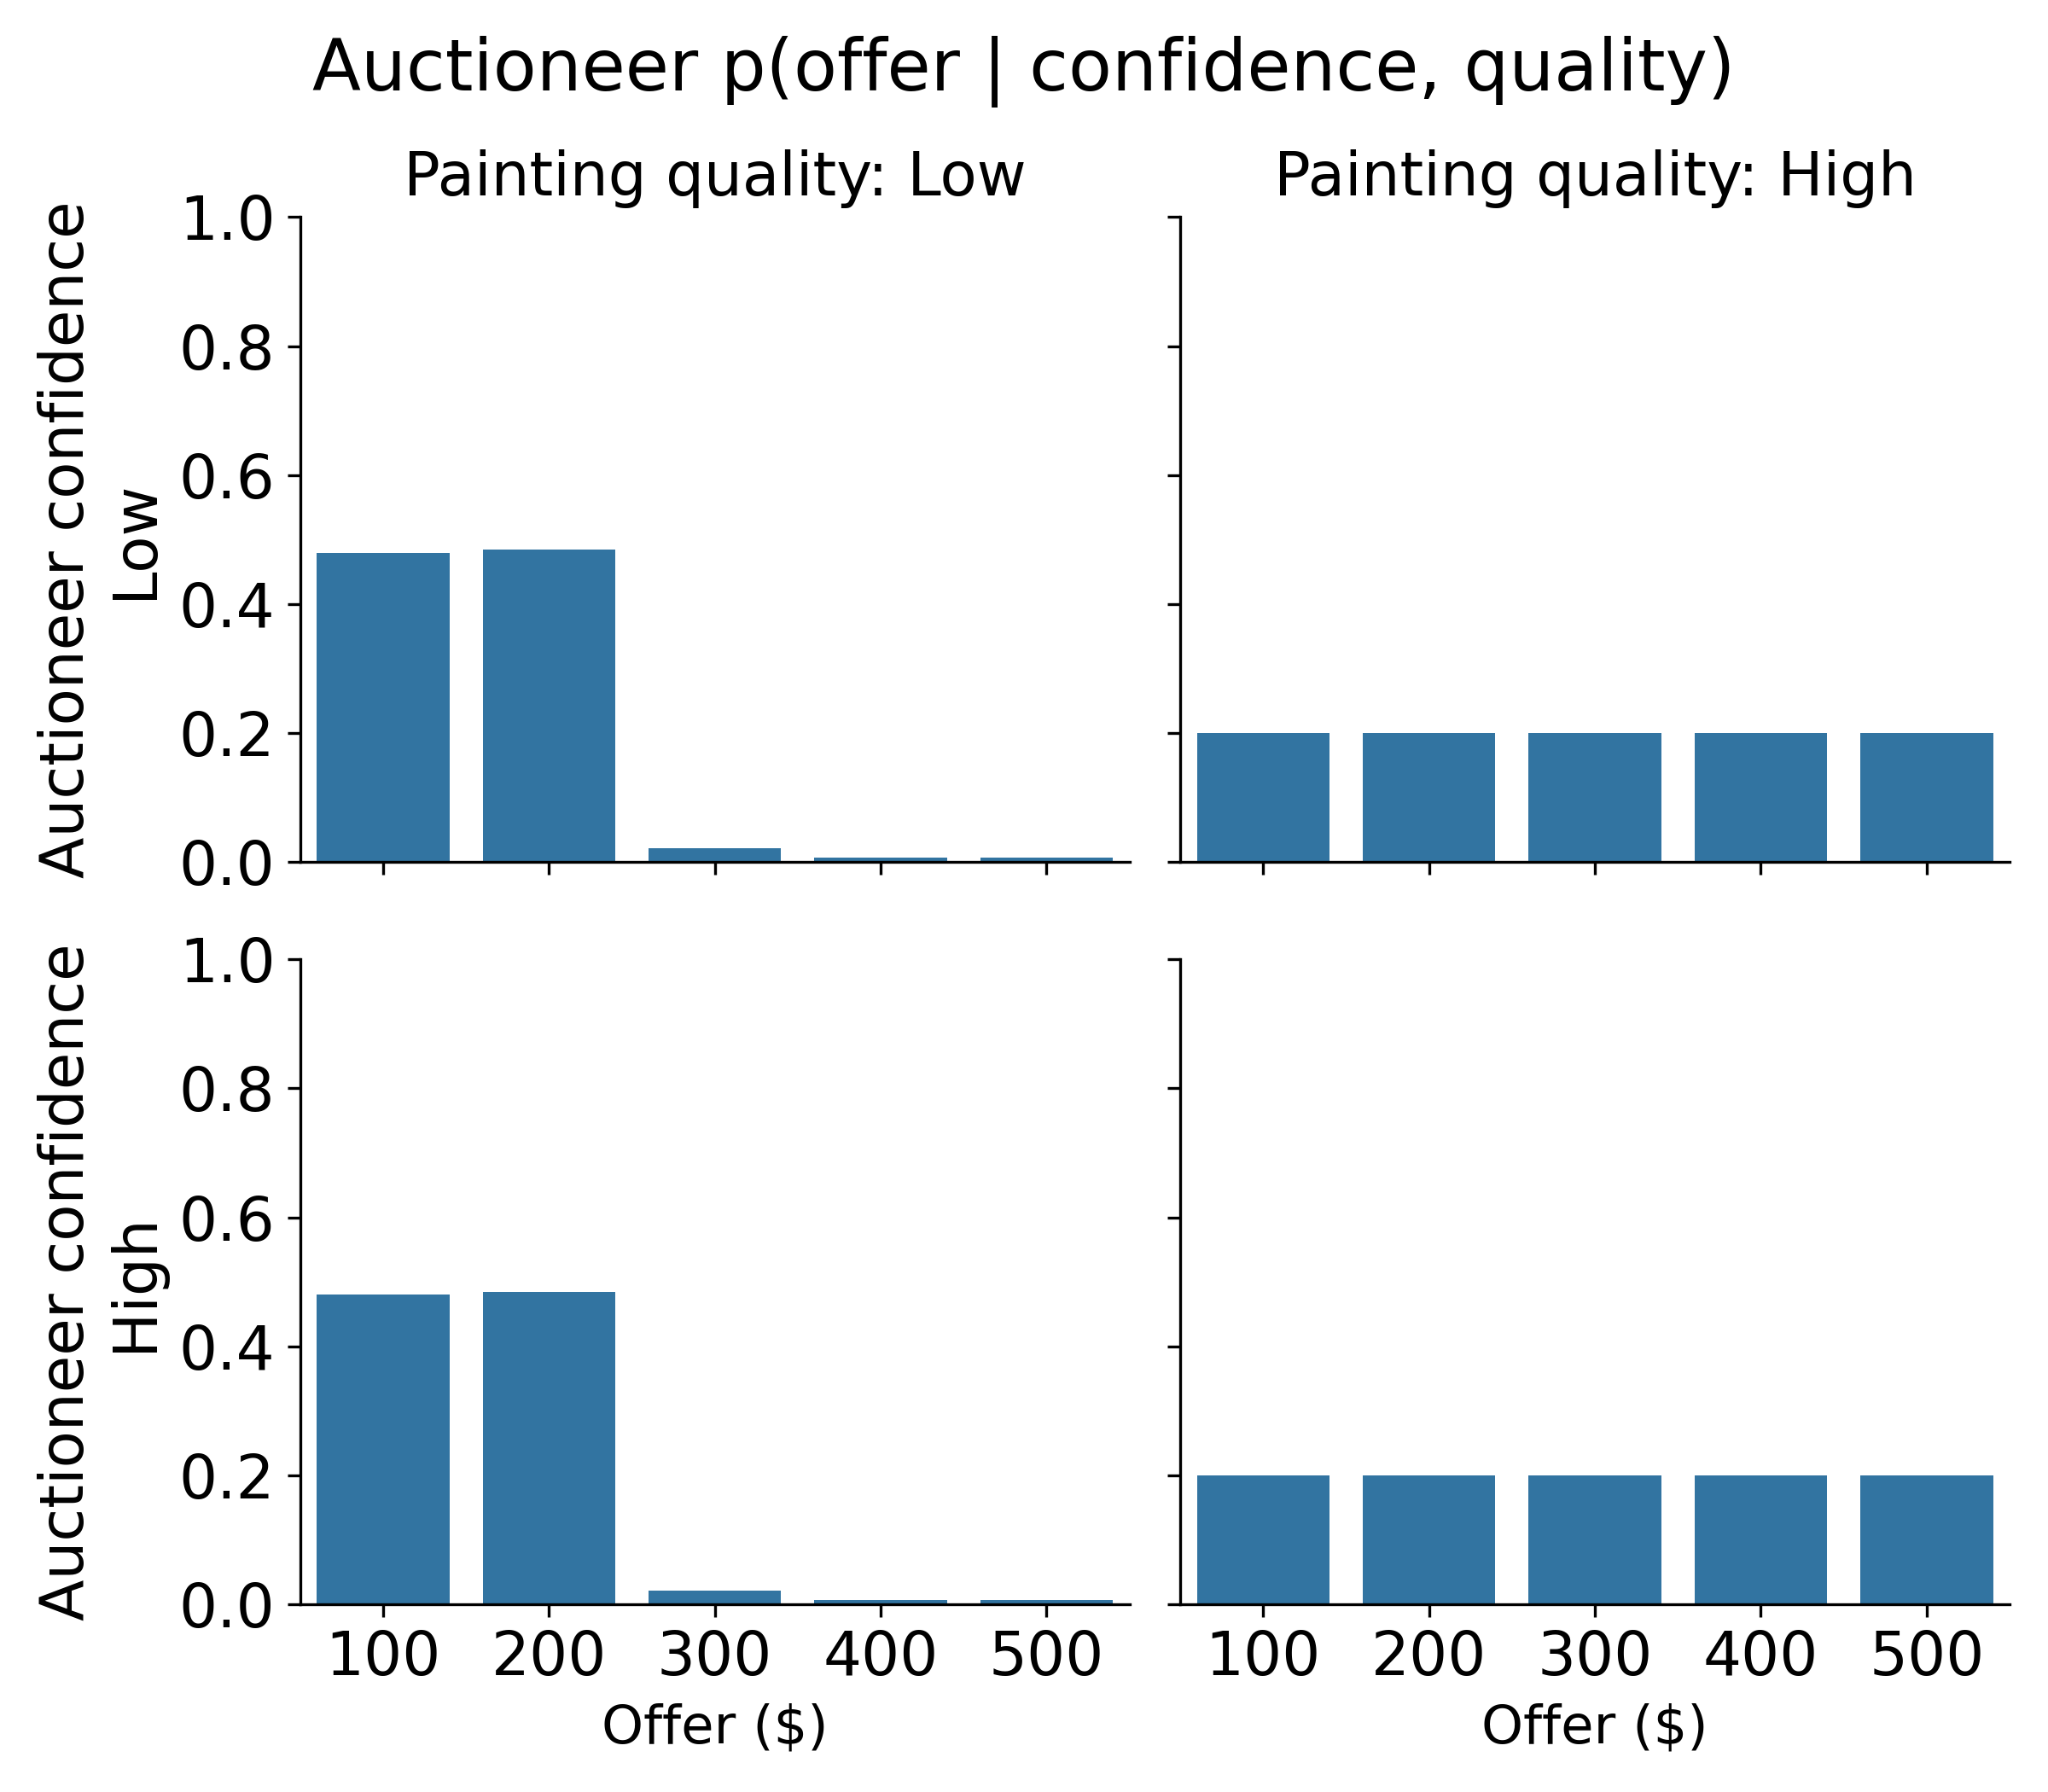 Auctioneer p(offer | confidence, quality)
Painting quality: Low
Painting quality: High
Auctioneer confidence
Low
1.0
0.8
0.6
0.4
0.2
0.0
Auctioneer confidence
High
1.0
0.8
0.6
0.4
0.2
0.0
100 200 300 400 500
100 200 300 400 500
Offer ($)
Offer ($)